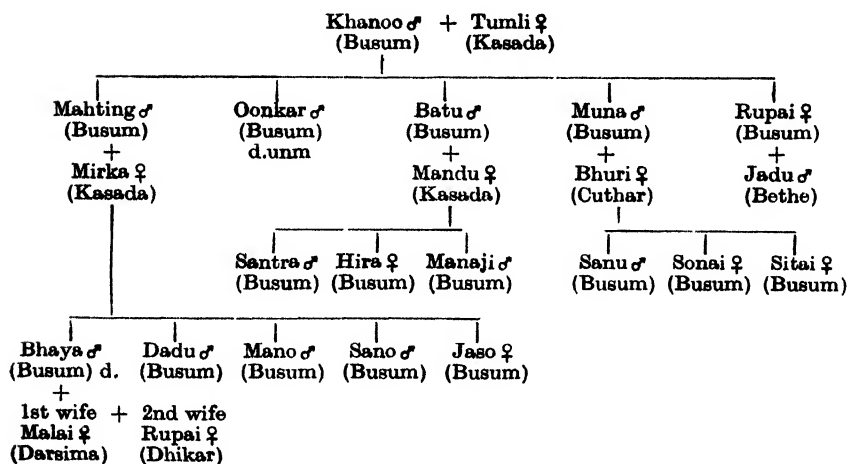 Khanoo ♂ + Tumli ♀
(Busum) (Kasada)
Mahting ♂ Oonkar ♂ Batu ♂ Muna ♂ Rupai ♀
(Busum) (Busum) (Busum) (Busum) (Busum)
+ d.unm + + +
Mirka ♀ Mandu ♀ Bhuri ♀ Jadu ♂
(Kasada) (Kasada) (Cuthar) (Bethe)
Santra ♂ Hira ♀ Manaji ♂ Sanu ♂ Sonai ♀ Sitai ♀
(Busum) (Busum) (Busum) (Busum) (Busum) (Busum)
Bhaya ♂ Dadu ♂ Mano ♂ Sano ♂ Jaso ♀
(Busum) d. (Busum) (Busum) (Busum) (Busum)
+
1st wife + 2nd wife
Malai ♀ Rupai ♀
(Darsima) (Dhikar)